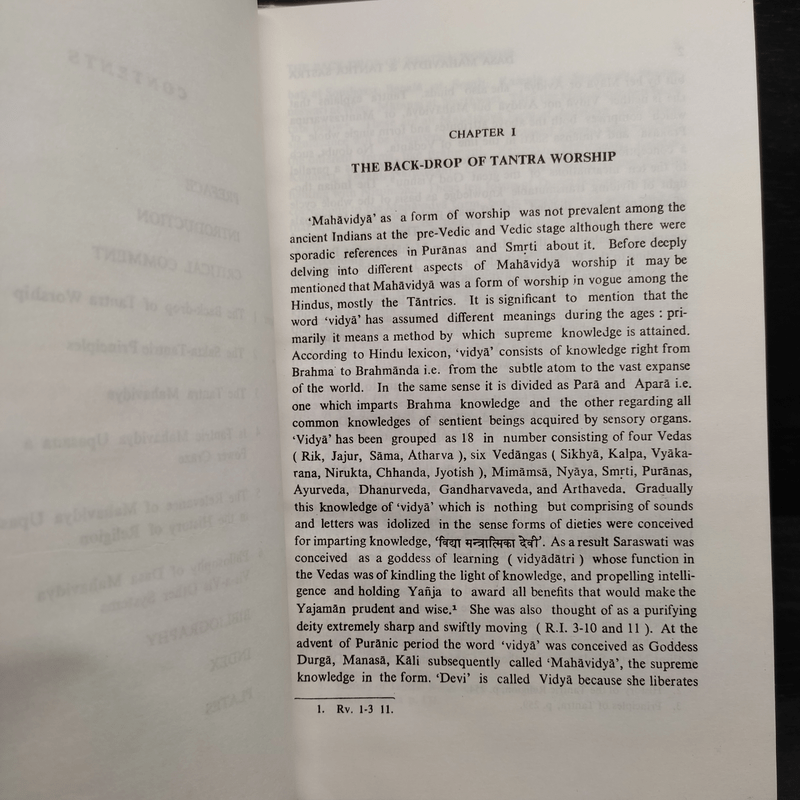 CHAPTER I
THE BACK-DROP OF TANTRA WORSHIP
'Mahāvidyā' as a form of worship was not prevalent among the
ancient Indians at the pre-Vedic and Vedic stage although there were
sporadic references in Purānas and Smṛti about it. Before deeply
delving into different aspects of Mahāvidyā worship it may be
mentioned that Mahāvidyā was a form of worship in vogue among the
Hindus, mostly the Tāntrics. It is significant to mention that the
word 'vidyā' has assumed different meanings during the ages : pri-
marily it means a method by which supreme knowledge is attained.
According to Hindu lexicon, 'vidyā' consists of knowledge right from
Brahma to Brahmānda i.e. from the subtle atom to the vast expanse
of the world. In the same sense it is divided as Parā and Aparā i.e.
one which imparts Brahma knowledge and the other regarding all
common knowledges of sentient beings acquired by sensory organs.
'Vidyā' has been grouped as 18 in number consisting of four Vedas
( Rik, Jajur, Sāma, Atharva ), six Vedāngas ( Sikhyā, Kalpa, Vyāka-
rana, Nirukta, Chhanda, Jyotish ), Mimāmsā, Nyāya, Smṛti, Purānas,
Ayurveda, Dhanurveda, Gandharvaveda, and Arthaveda. Gradually
this knowledge of 'vidyā' which is nothing but comprising of sounds
and letters was idolized in the sense forms of dieties were conceived
for imparting knowledge, 'विद्या मन्त्रात्मिका देवी'. As a result Saraswati was
conceived as a goddess of learning ( vidyādātri ) whose function in
the Vedas was of kindling the light of knowledge, and propelling intelli-
gence and holding Yañja to award all benefits that would make the
Yajamān prudent and wise.¹ She was also thought of as a purifying
deity extremely sharp and swiftly moving ( R.I. 3-10 and 11 ). At the
advent of Purānic period the word 'vidyā' was conceived as Goddess
Durgā, Manasā, Kāli subsequently called 'Mahāvidyā', the supreme
knowledge in the form. 'Devi' is called Vidyā because she liberates
1. Rv. 1-3 11.